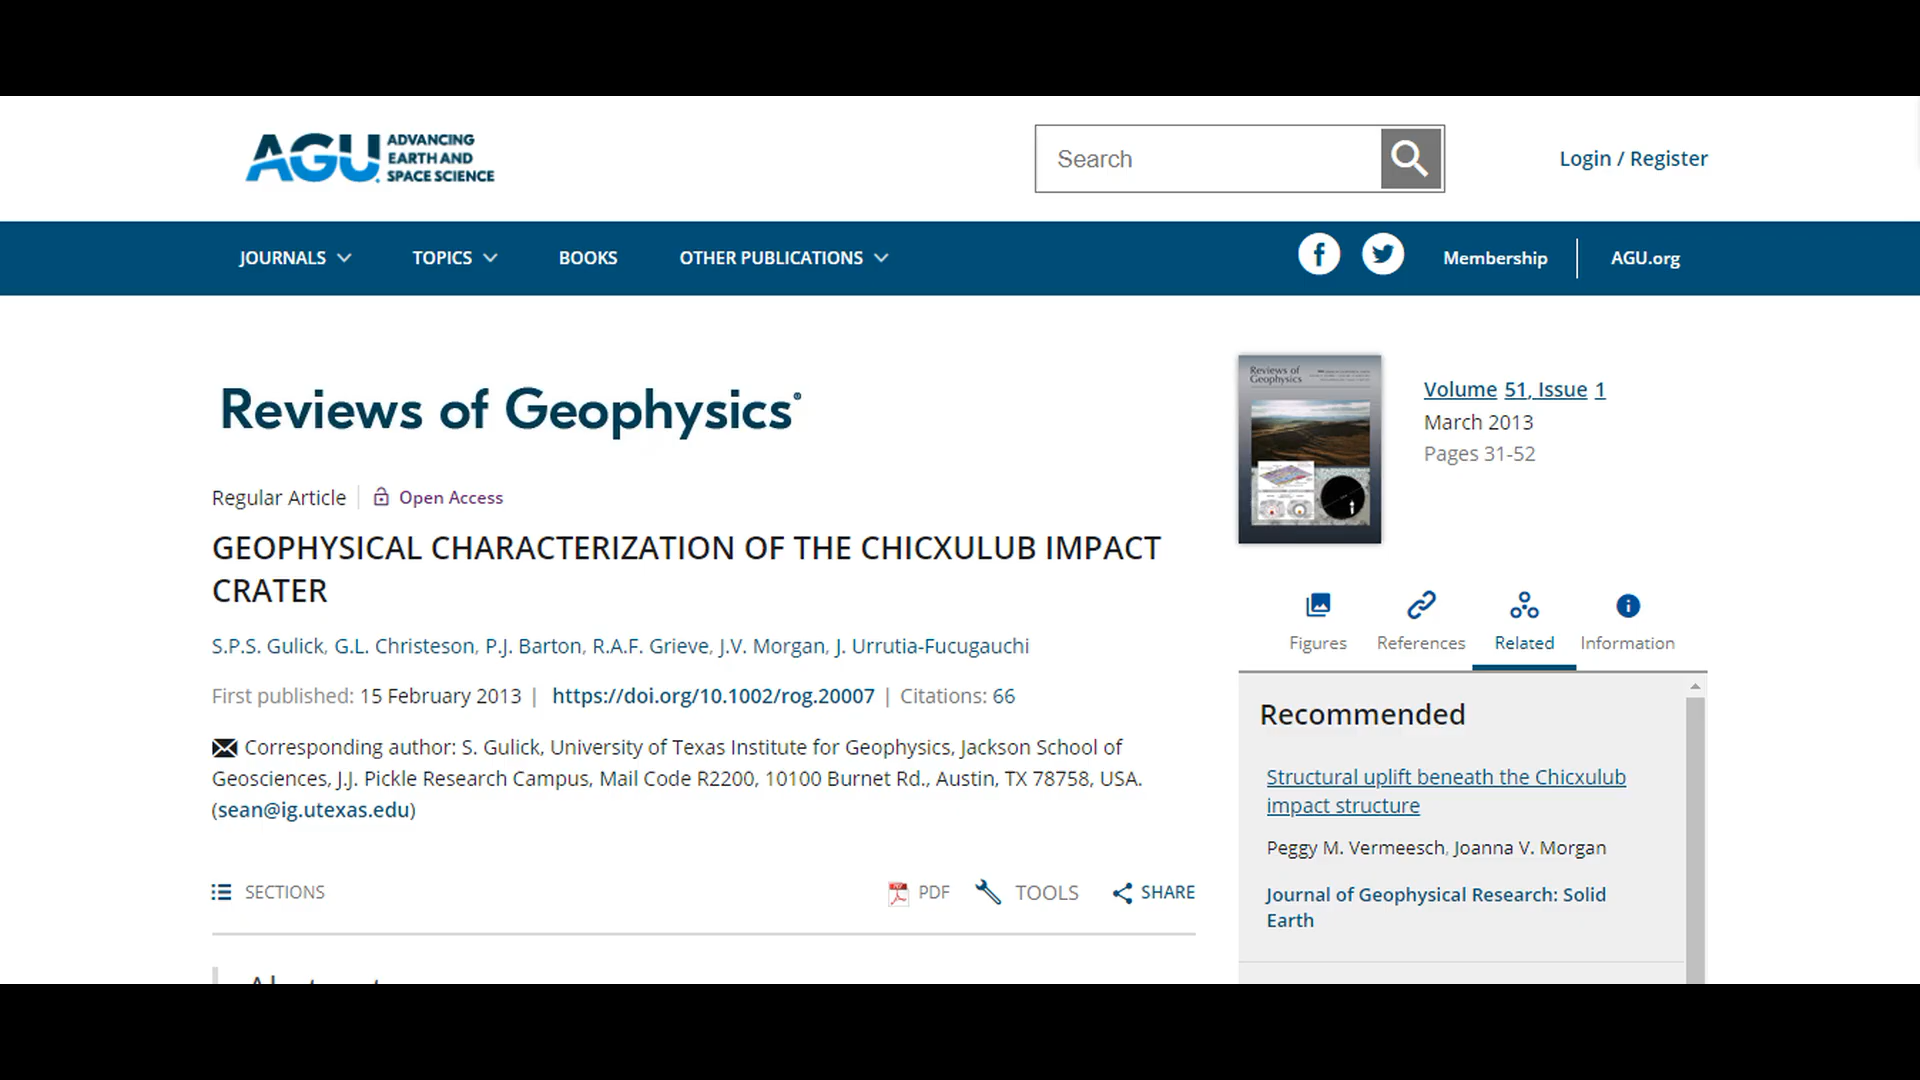 AGU ADVANCING
EARTH AND
SPACE SCIENCE
Search
Login / Register
JOURNALS
TOPICS
BOOKS
OTHER PUBLICATIONS
Membership
AGU.org
Reviews of Geophysics®
Regular Article
Open Access
GEOPHYSICAL CHARACTERIZATION OF THE CHICXULUB IMPACT
CRATER
S.P.S. Gulick, G.L. Christeson, P.J. Barton, R.A.F. Grieve, J.V. Morgan, J. Urrutia-Fucugauchi
First published: 15 February 2013 | https://doi.org/10.1002/rog.20007 | Citations: 66
Corresponding author: S. Gulick, University of Texas Institute for Geophysics, Jackson School of
Geosciences, J.J. Pickle Research Campus, Mail Code R2200, 10100 Burnet Rd., Austin, TX 78758, USA.
(sean@ig.utexas.edu)
SECTIONS
PDF
TOOLS
SHARE
Reviews of
Geophysics
Volume 51, Issue 1
March 2013
Pages 31-52
Figures
References
Related
Information
Recommended
Structural uplift beneath the Chicxulub
impact structure
Peggy M. Vermeesch, Joanna V. Morgan
Journal of Geophysical Research: Solid
Earth